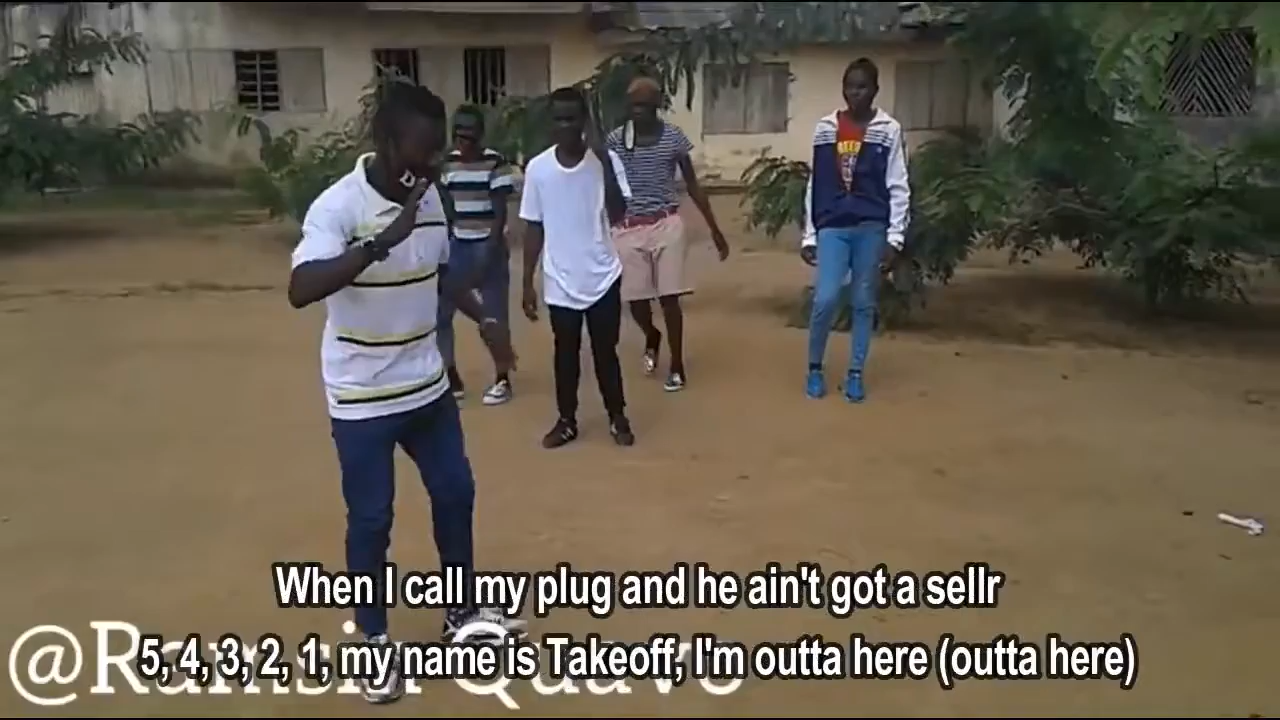 When I call my plug and he ain't got a sellr
5, 4, 3, 2, 1, my name is Takeoff, I'm outta here (outta here)